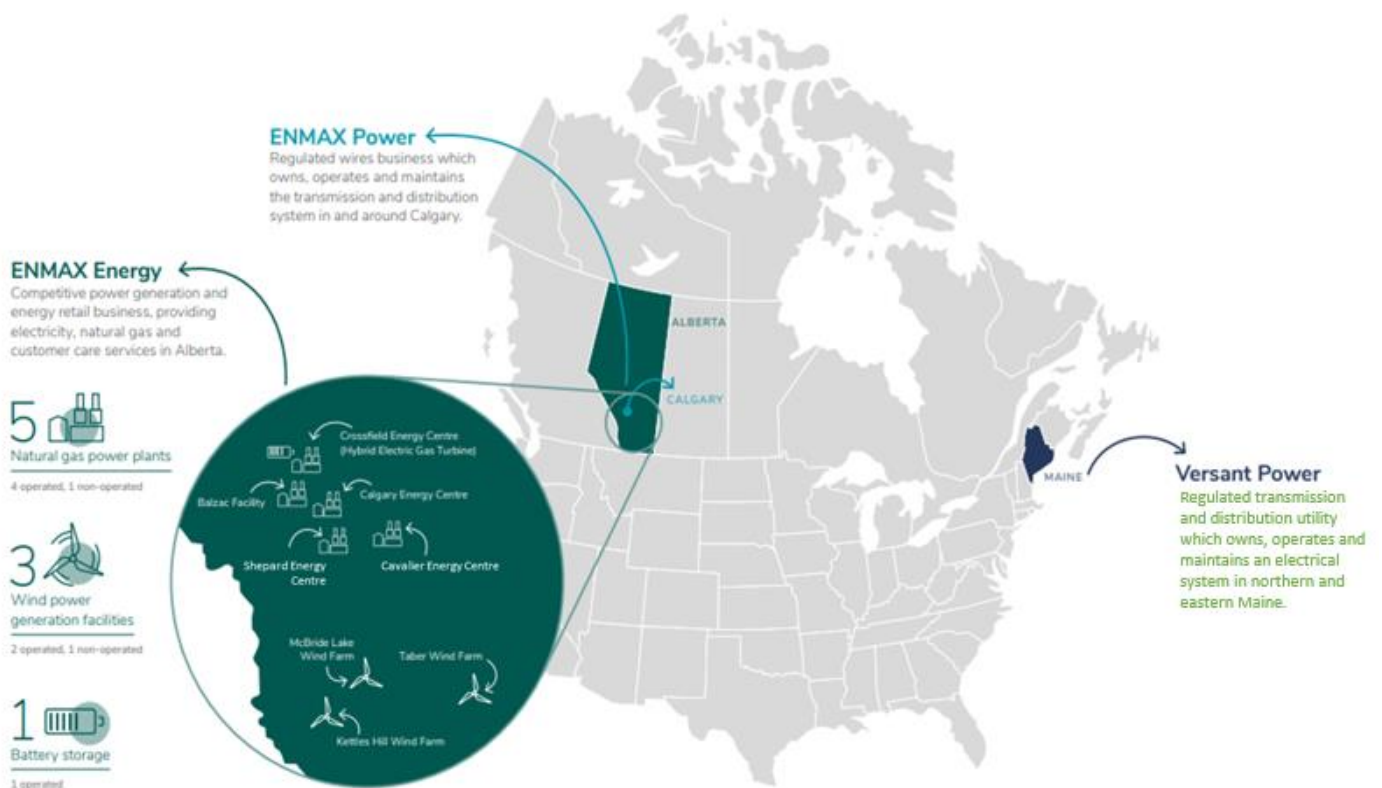 ENMAX Power
Regulated wires business which
owns, operates and maintains
the transmission and distribution
system in and around Calgary.
ENMAX Energy
Competitive power generation and
energy retail business, providing
electricity, natural gas and
customer care services in Alberta.
5
Natural gas power plants
4 operated, 1 non-operated
3
Wind power
generation facilities
2 operated, 1 non-operated
1
Battery storage
1 operated
Crossfield Energy Centre
(Hybrid Electric Gas Turbine)
Balzac Facility
Calgary Energy Centre
Shepard Energy
Centre
Cavalier Energy Centre
McBride Lake
Wind Farm
Taber Wind Farm
Kettles Hill Wind Farm
ALBERTA
CALGARY
MAINE
Versant Power
Regulated transmission
and distribution utility
which owns, operates and
maintains an electrical
system in northern and
eastern Maine.